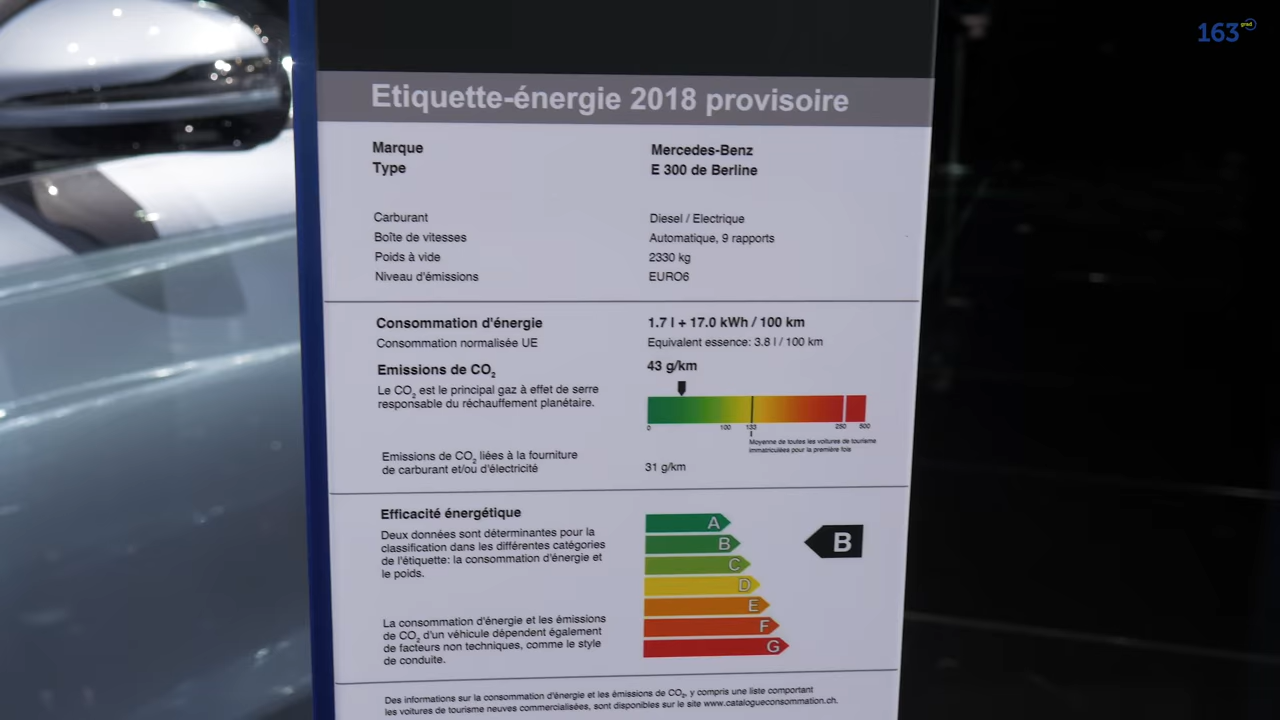 163 grad
Etiquette-énergie 2018 provisoire
Marque Mercedes-Benz
Type E 300 de Berline
Carburant Diesel / Electrique
Boîte de vitesses Automatique, 9 rapports
Poids à vide 2330 kg
Niveau d'émissions EURO6
Consommation d'énergie 1.7 l + 17.0 kWh / 100 km
Consommation normalisée UE Equivalent essence: 3.8 l / 100 km
Emissions de CO₂ 43 g/km
Le CO₂ est le principal gaz à effet de serre
responsable du réchauffement planétaire.
0 100 133 250 500
Moyenne de toutes les voitures de tourisme
immatriculées pour la première fois
Emissions de CO₂ liées à la fourniture
de carburant et/ou d'électricité 31 g/km
Efficacité énergétique
Deux données sont déterminantes pour la
classification dans les différentes catégories
de l'étiquette: la consommation d'énergie et
le poids.
A
B B
C
D
E
F
G
La consommation d'énergie et les émissions
de CO₂ d'un véhicule dépendent également
de facteurs non techniques, comme le style
de conduite.
Des informations sur la consommation d'énergie et les émissions de CO₂, y compris une liste comportant
les voitures de tourisme neuves commercialisées, sont disponibles sur le site www.catalogueconsommation.ch.